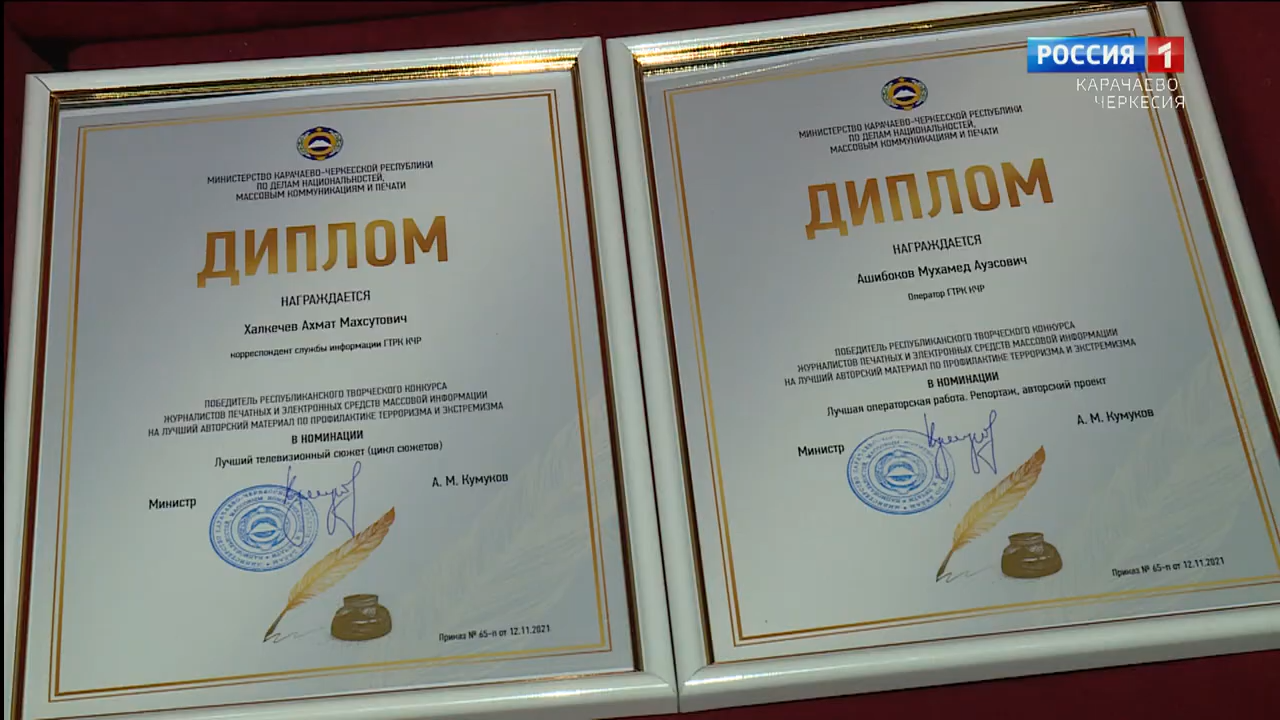 РОССИЯ 1
КАРАЧАЕВО
ЧЕРКЕСИЯ
МИНИСТЕРСТВО КАРАЧАЕВО-ЧЕРКЕССКОЙ РЕСПУБЛИКИ
ПО ДЕЛАМ НАЦИОНАЛЬНОСТЕЙ,
МАССОВЫМ КОММУНИКАЦИЯМ И ПЕЧАТИ
ДИПЛОМ
НАГРАЖДАЕТСЯ
Халкечев Ахмат Махсутович
корреспондент службы информации ГТРК КЧР
ПОБЕДИТЕЛЬ РЕСПУБЛИКАНСКОГО ТВОРЧЕСКОГО КОНКУРСА
ЖУРНАЛИСТОВ ПЕЧАТНЫХ И ЭЛЕКТРОННЫХ СРЕДСТВ МАССОВОЙ ИНФОРМАЦИИ
НА ЛУЧШИЙ АВТОРСКИЙ МАТЕРИАЛ ПО ПРОФИЛАКТИКЕ ТЕРРОРИЗМА И ЭКСТРЕМИЗМА
В НОМИНАЦИИ
Лучший телевизионный сюжет (цикл сюжетов)
Министр А. М. Кумуков
Приказ № 65-п от 12.11.2021
МИНИСТЕРСТВО КАРАЧАЕВО-ЧЕРКЕССКОЙ РЕСПУБЛИКИ
ПО ДЕЛАМ НАЦИОНАЛЬНОСТЕЙ,
МАССОВЫМ КОММУНИКАЦИЯМ И ПЕЧАТИ
ДИПЛОМ
НАГРАЖДАЕТСЯ
Ашибоков Мухамед Ауэсович
Оператор ГТРК КЧР
ПОБЕДИТЕЛЬ РЕСПУБЛИКАНСКОГО ТВОРЧЕСКОГО КОНКУРСА
ЖУРНАЛИСТОВ ПЕЧАТНЫХ И ЭЛЕКТРОННЫХ СРЕДСТВ МАССОВОЙ ИНФОРМАЦИИ
НА ЛУЧШИЙ АВТОРСКИЙ МАТЕРИАЛ ПО ПРОФИЛАКТИКЕ ТЕРРОРИЗМА И ЭКСТРЕМИЗМА
В НОМИНАЦИИ
Лучшая операторская работа. Репортаж, авторский проект
Министр А. М. Кумуков
Приказ № 65-п от 12.11.2021